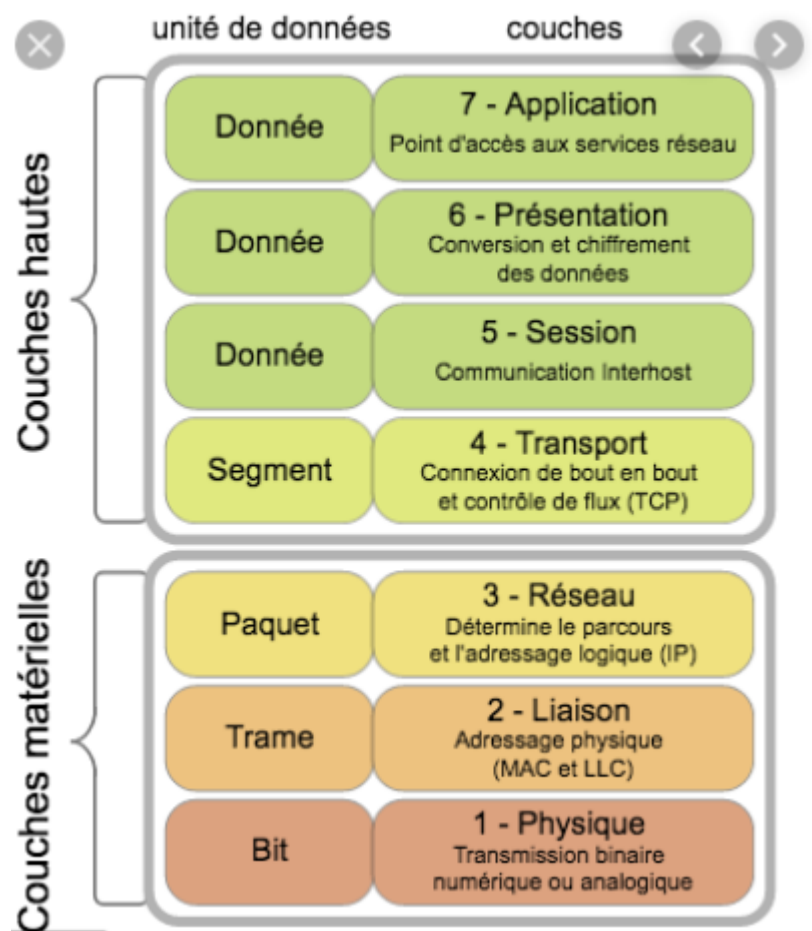 unité de données couches
Couches hautes
Donnée
7 - Application
Point d'accès aux services réseau
Donnée
6 - Présentation
Conversion et chiffrement
des données
Donnée
5 - Session
Communication Interhost
Segment
4 - Transport
Connexion de bout en bout
et contrôle de flux (TCP)
Couches matérielles
Paquet
3 - Réseau
Détermine le parcours
et l'adressage logique (IP)
Trame
2 - Liaison
Adressage physique
(MAC et LLC)
Bit
1 - Physique
Transmission binaire
numérique ou analogique